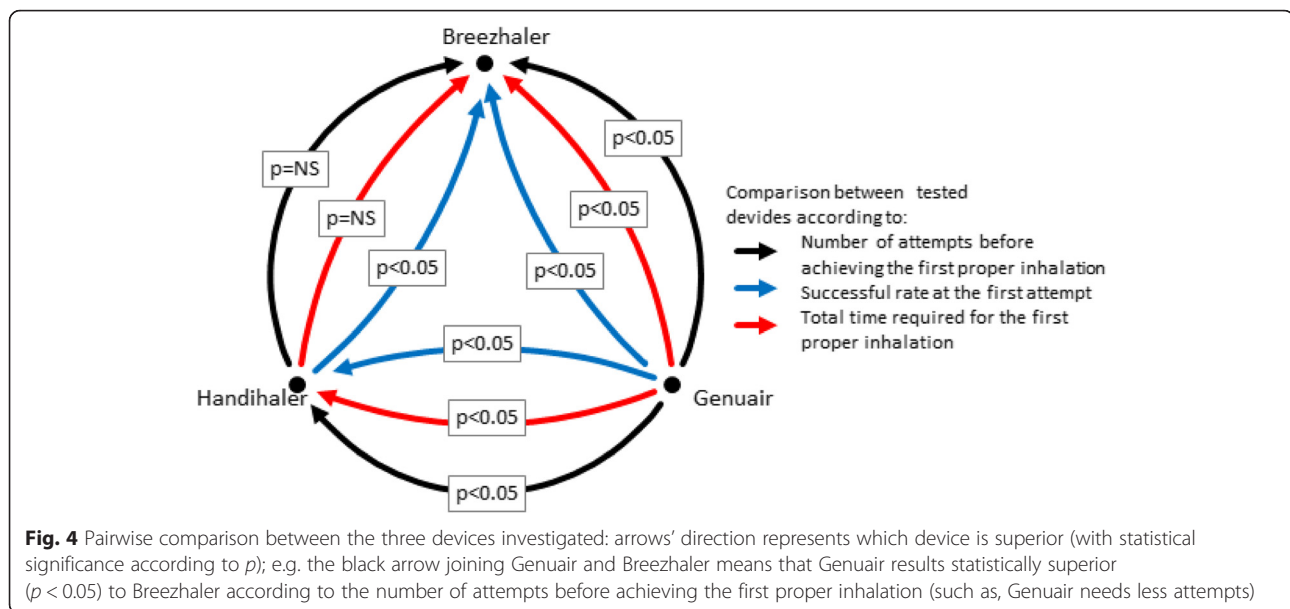 Breezhaler
p<0.05
p=NS
Comparison between tested
devides according to:
p<0.05
p=NS
Number of attempts before
achieving the first proper inhalation
p<0.05
p<0.05
Successful rate at the first attempt
Total time required for the first
proper inhalation
p<0.05
Handihaler
Genuair
p<0.05
p<0.05
Fig. 4 Pairwise comparison between the three devices investigated: arrows’ direction represents which device is superior (with statistical
significance according to p); e.g. the black arrow joining Genuair and Breezhaler means that Genuair results statistically superior
(p < 0.05) to Breezhaler according to the number of attempts before achieving the first proper inhalation (such as, Genuair needs less attempts)